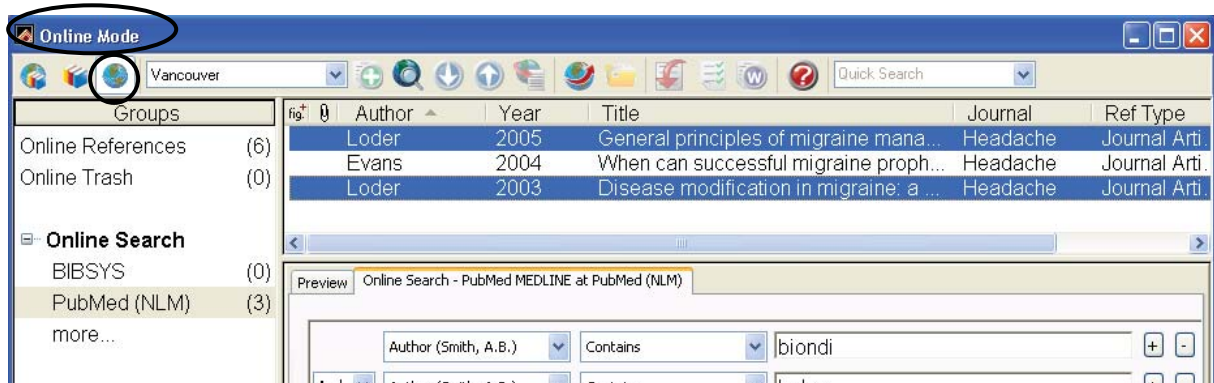 Online Mode
Vancouver Quick Search
Groups
Online References (6)
Online Trash (0)
Online Search
BIBSYS (0)
PubMed (NLM) (3)
more...
fig. Author Year Title Journal Ref Type
Loder 2005 General principles of migraine mana... Headache Journal Arti.
Evans 2004 When can successful migraine proph... Headache Journal Arti.
Loder 2003 Disease modification in migraine: a ... Headache Journal Arti.
Preview Online Search - PubMed MEDLINE at PubMed (NLM)
Author (Smith, A.B.) Contains biondi